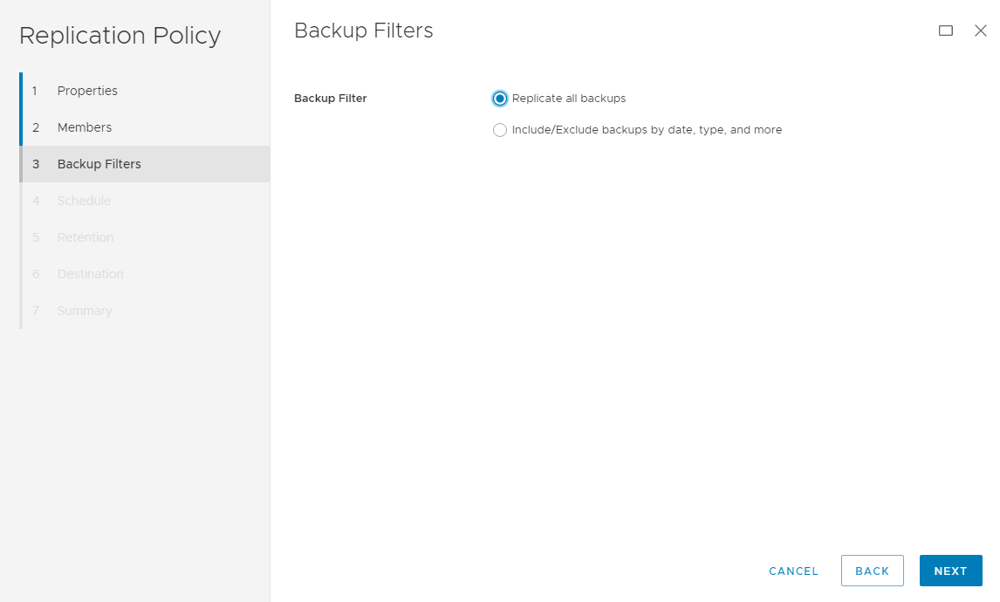 Replication Policy
1 Properties
2 Members
3 Backup Filters
4 Schedule
5 Retention
6 Destination
7 Summary
Backup Filters
Backup Filter
Replicate all backups
Include/Exclude backups by date, type, and more
CANCEL
BACK
NEXT